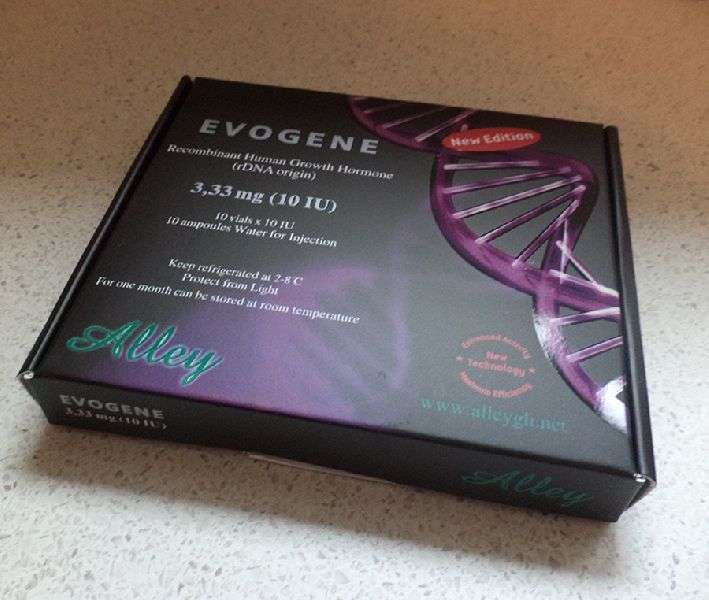 EVOGENE
New Edition
Recombinant Human Growth Hormone
(rDNA origin)
3,33 mg (10 IU)
10 vials x 10 IU
10 ampoules Water for Injection
Keep refrigerated at 2-8°C
Protect from Light
For one month can be stored at room temperature
Alley
New
Technology
Maximum Efficiency
www.alleygh.net
EVOGENE
3,33 mg (10 IU)
Alley